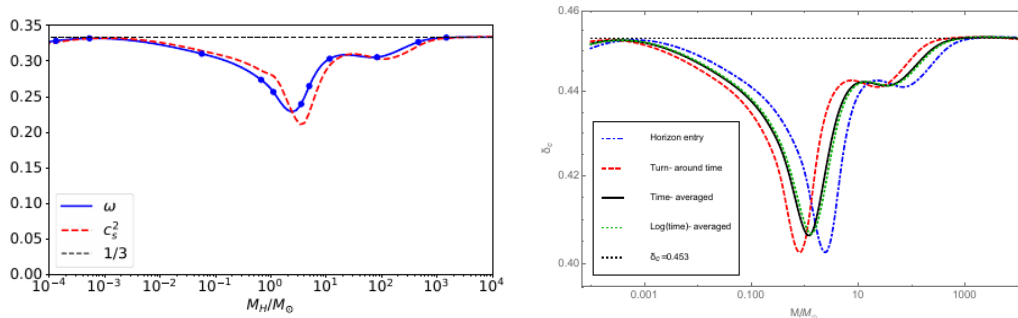 0.35
0.30
0.25
0.20
0.15
0.10
0.05
0.00
ω
c_s^2
1/3
10^-4 10^-3 10^-2 10^-1 10^0 10^1 10^2 10^3 10^4
M_H/M_⊙
0.46
0.44
0.42
0.40
δ_c
Horizon entry
Turn- around time
Time- averaged
Log(time)- averaged
δ_c=0.453
0.001 0.100 10 1000
M/M_⊙